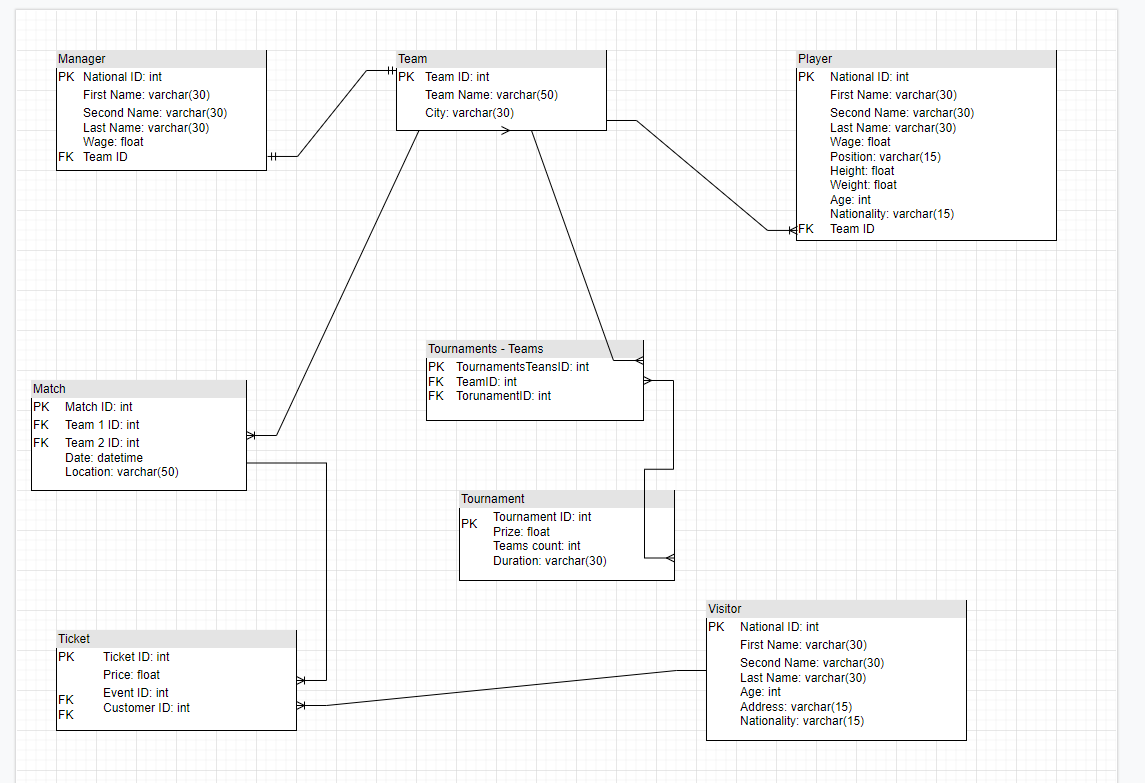 Manager
PK National ID: int
First Name: varchar(30)
Second Name: varchar(30)
Last Name: varchar(30)
Wage: float
FK Team ID
Team
PK Team ID: int
Team Name: varchar(50)
City: varchar(30)
Player
PK National ID: int
First Name: varchar(30)
Second Name: varchar(30)
Last Name: varchar(30)
Wage: float
Position: varchar(15)
Height: float
Weight: float
Age: int
Nationality: varchar(15)
FK Team ID
Tournaments - Teams
PK TournamentsTeansID: int
FK TeamID: int
FK TorunamentID: int
Match
PK Match ID: int
FK Team 1 ID: int
FK Team 2 ID: int
Date: datetime
Location: varchar(50)
Tournament
PK Tournament ID: int
Prize: float
Teams count: int
Duration: varchar(30)
Ticket
PK Ticket ID: int
Price: float
FK Event ID: int
FK Customer ID: int
Visitor
PK National ID: int
First Name: varchar(30)
Second Name: varchar(30)
Last Name: varchar(30)
Age: int
Address: varchar(15)
Nationality: varchar(15)